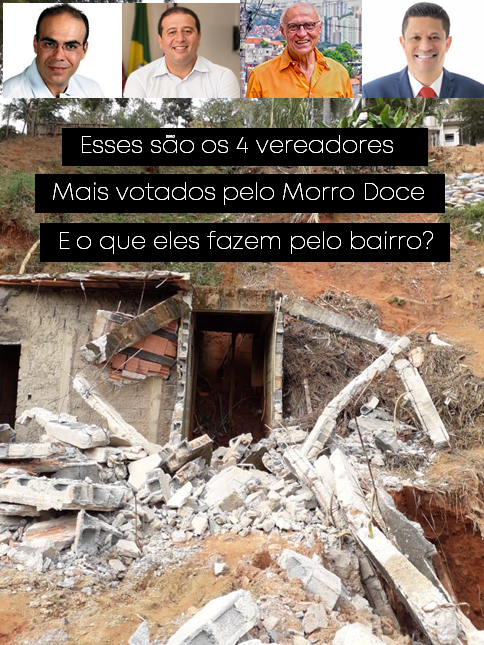 Esses são os 4 vereadores
Mais votados pelo Morro Doce
E o que eles fazem pelo bairro?